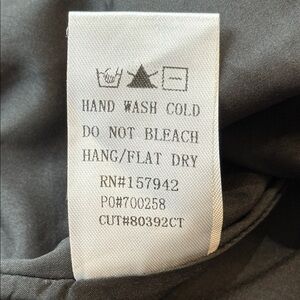 HAND WASH COLD
DO NOT BLEACH
HANG/FLAT DRY
RN#157942
PO#700258
CUT#80392CT